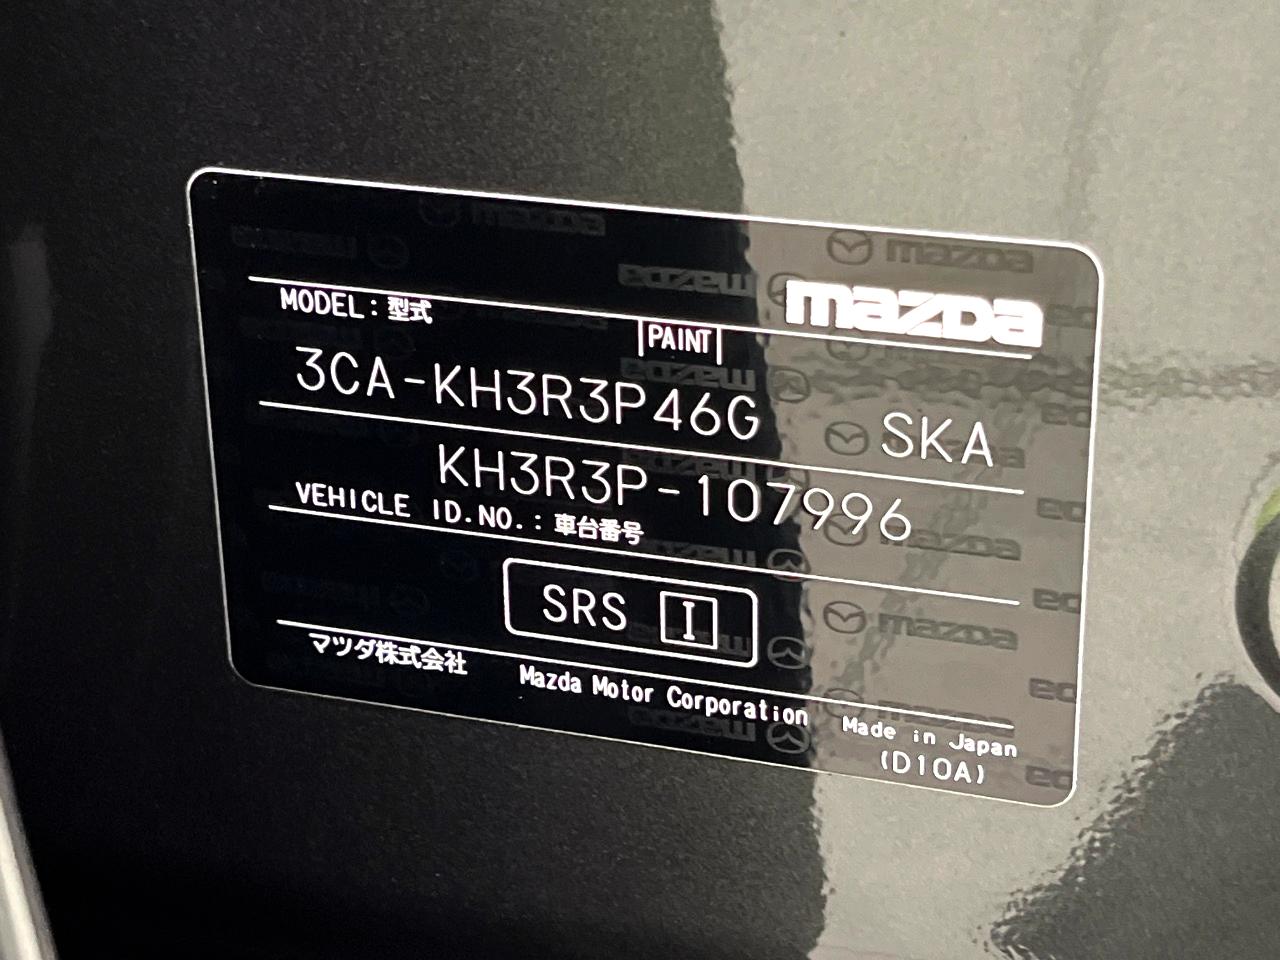 mazda
MODEL：型式
PAINT
3CA-KH3R3P46G SKA
KH3R3P-107996
VEHICLE ID.NO.：車台番号
SRS I
マツダ株式会社 Mazda Motor Corporation Made in Japan
(D10A)